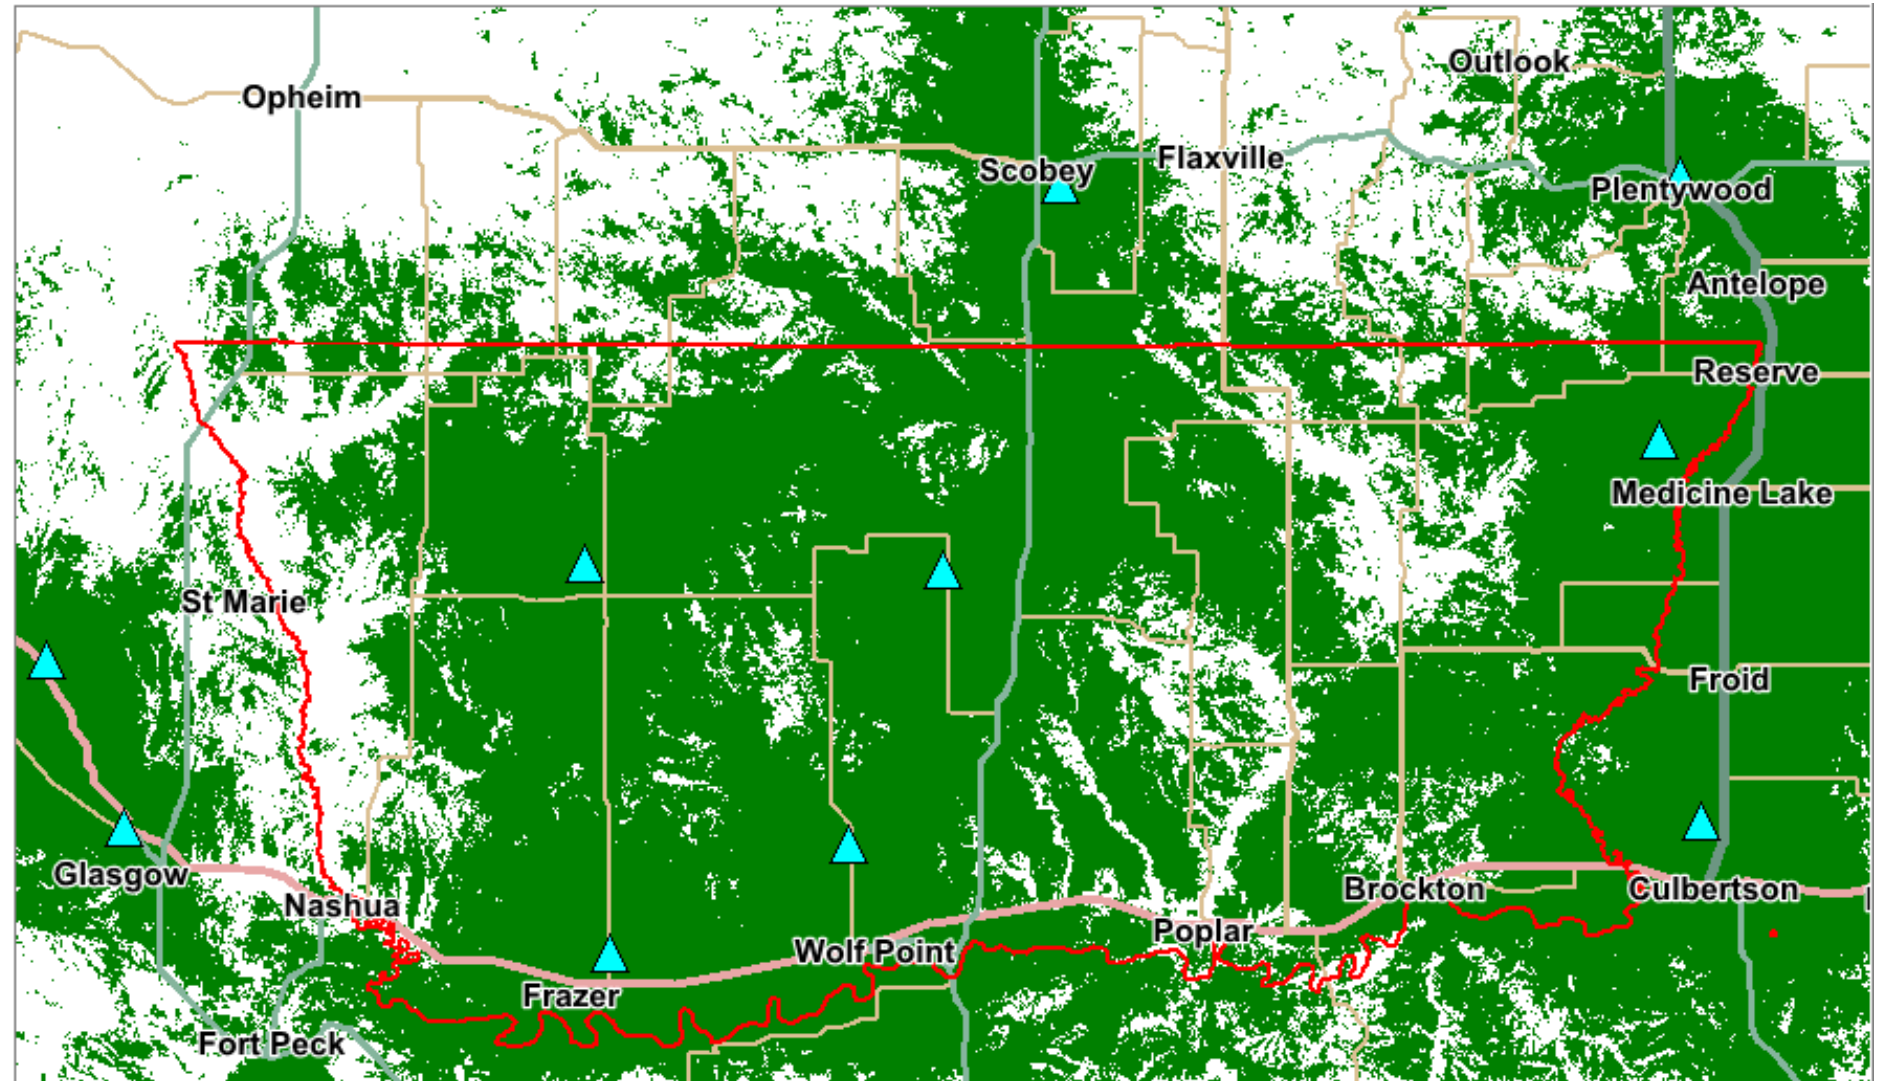 Outlook
Opheim
Flaxville
Scobey
Plentywood
Antelope
Reserve
Medicine Lake
St Marie
Froid
Glasgow
Brockton
Culbertson
Nashua
Poplar
Wolf Point
Frazer
Fort Peck